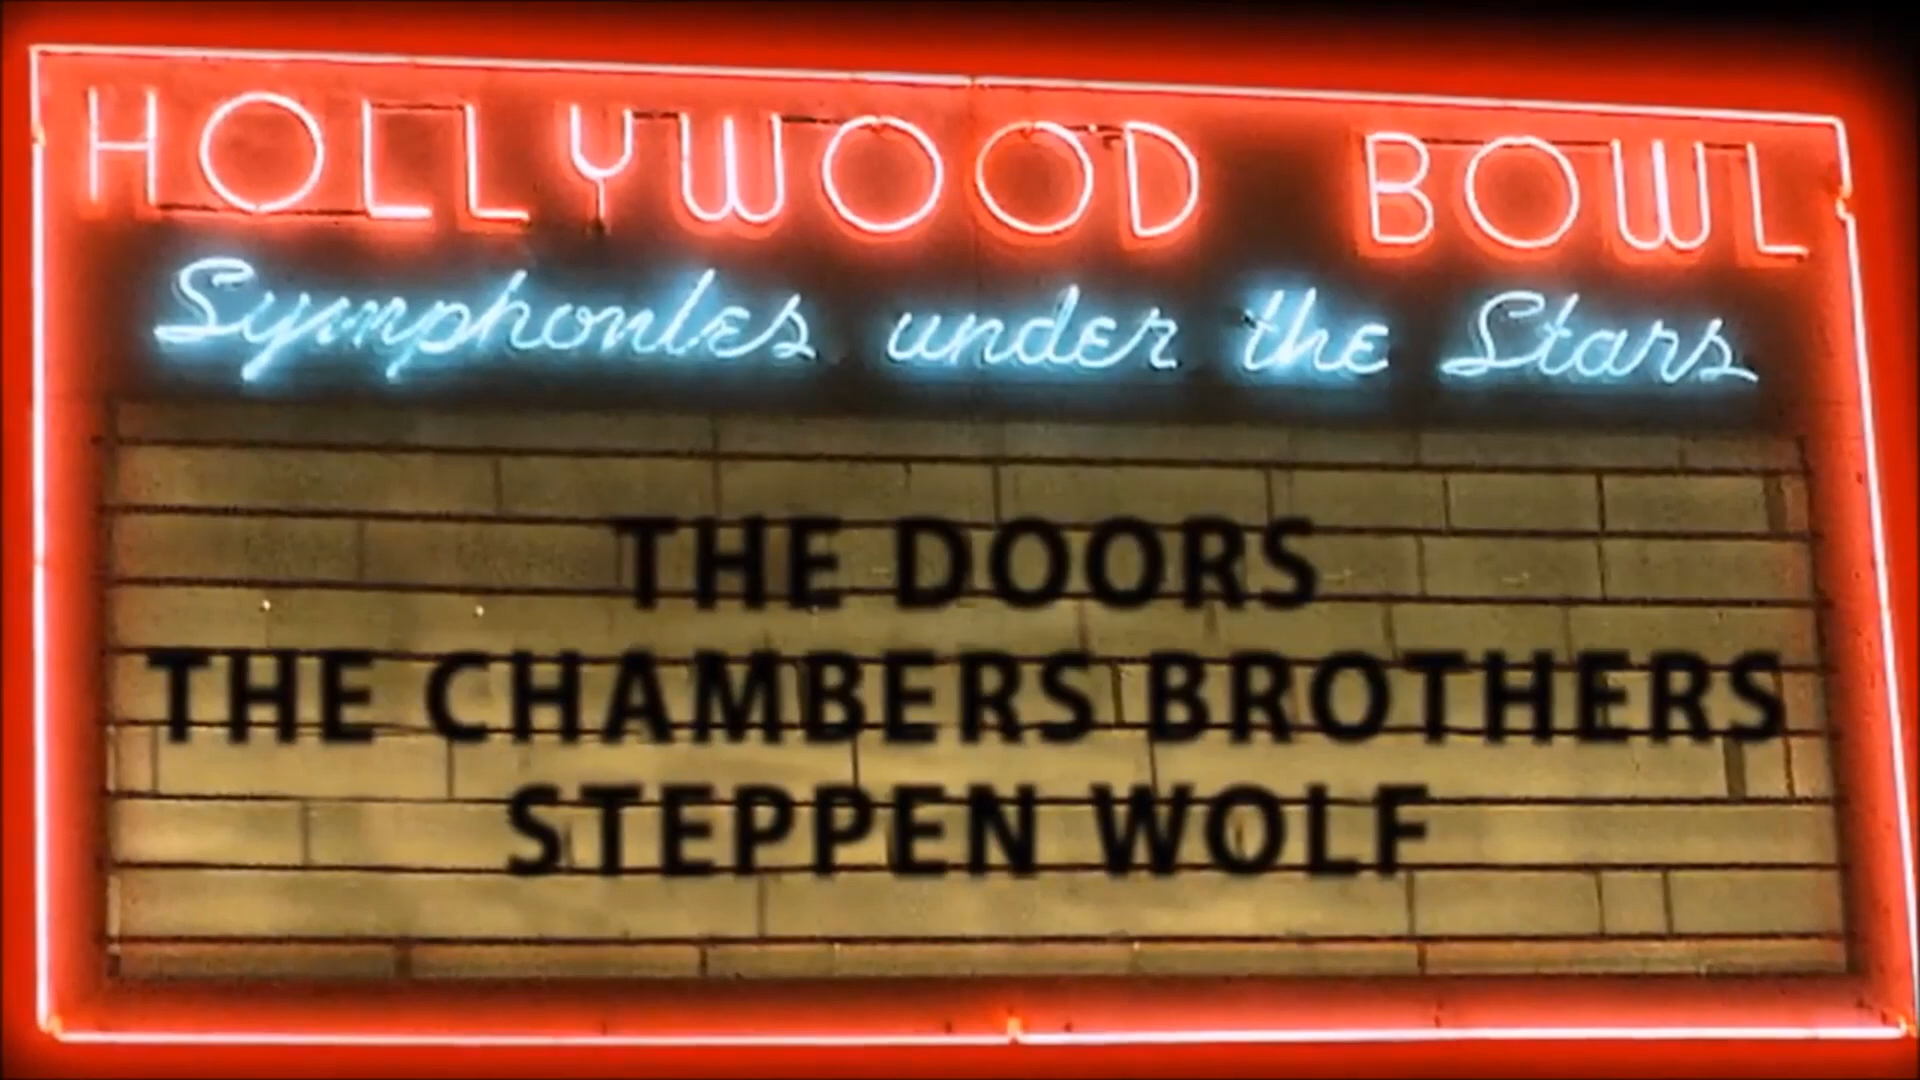 HOLLYWOOD BOWL
Symphonies under the Stars
THE DOORS
THE CHAMBERS BROTHERS
STEPPEN WOLF